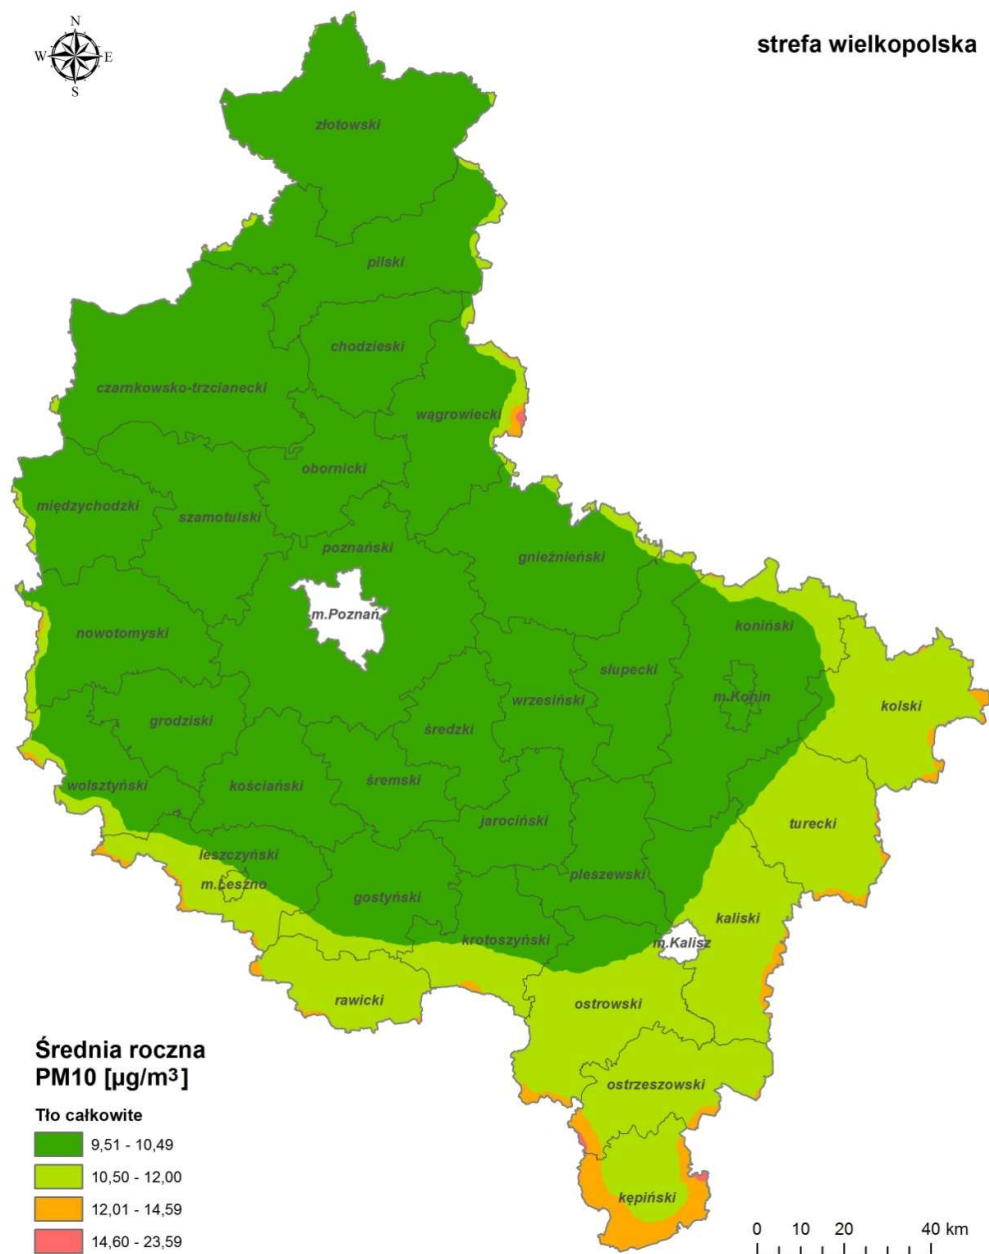 N
W E
S
strefa wielkopolska
złotowski
pilski
chodzieski
czarnkowsko-trzcianecki
wągrowiecki
obornicki
międzychodzki
szamotulski
poznański
gnieźnieński
m.Poznań
nowotomyski
koniński
słupecki
wrzesiński
m.Konin
kolski
grodziski
średzki
wolsztyński
kościański
śremski
jarociński
turecki
leszczyński
m.Leszno
gostyński
pleszewski
kaliski
krotoszyński
m.Kalisz
rawicki
ostrowski
ostrzeszowski
kępiński
Średnia roczna
PM10 [µg/m³]
Tło całkowite
9,51 - 10,49
10,50 - 12,00
12,01 - 14,59
14,60 - 23,59
0 10 20 40 km